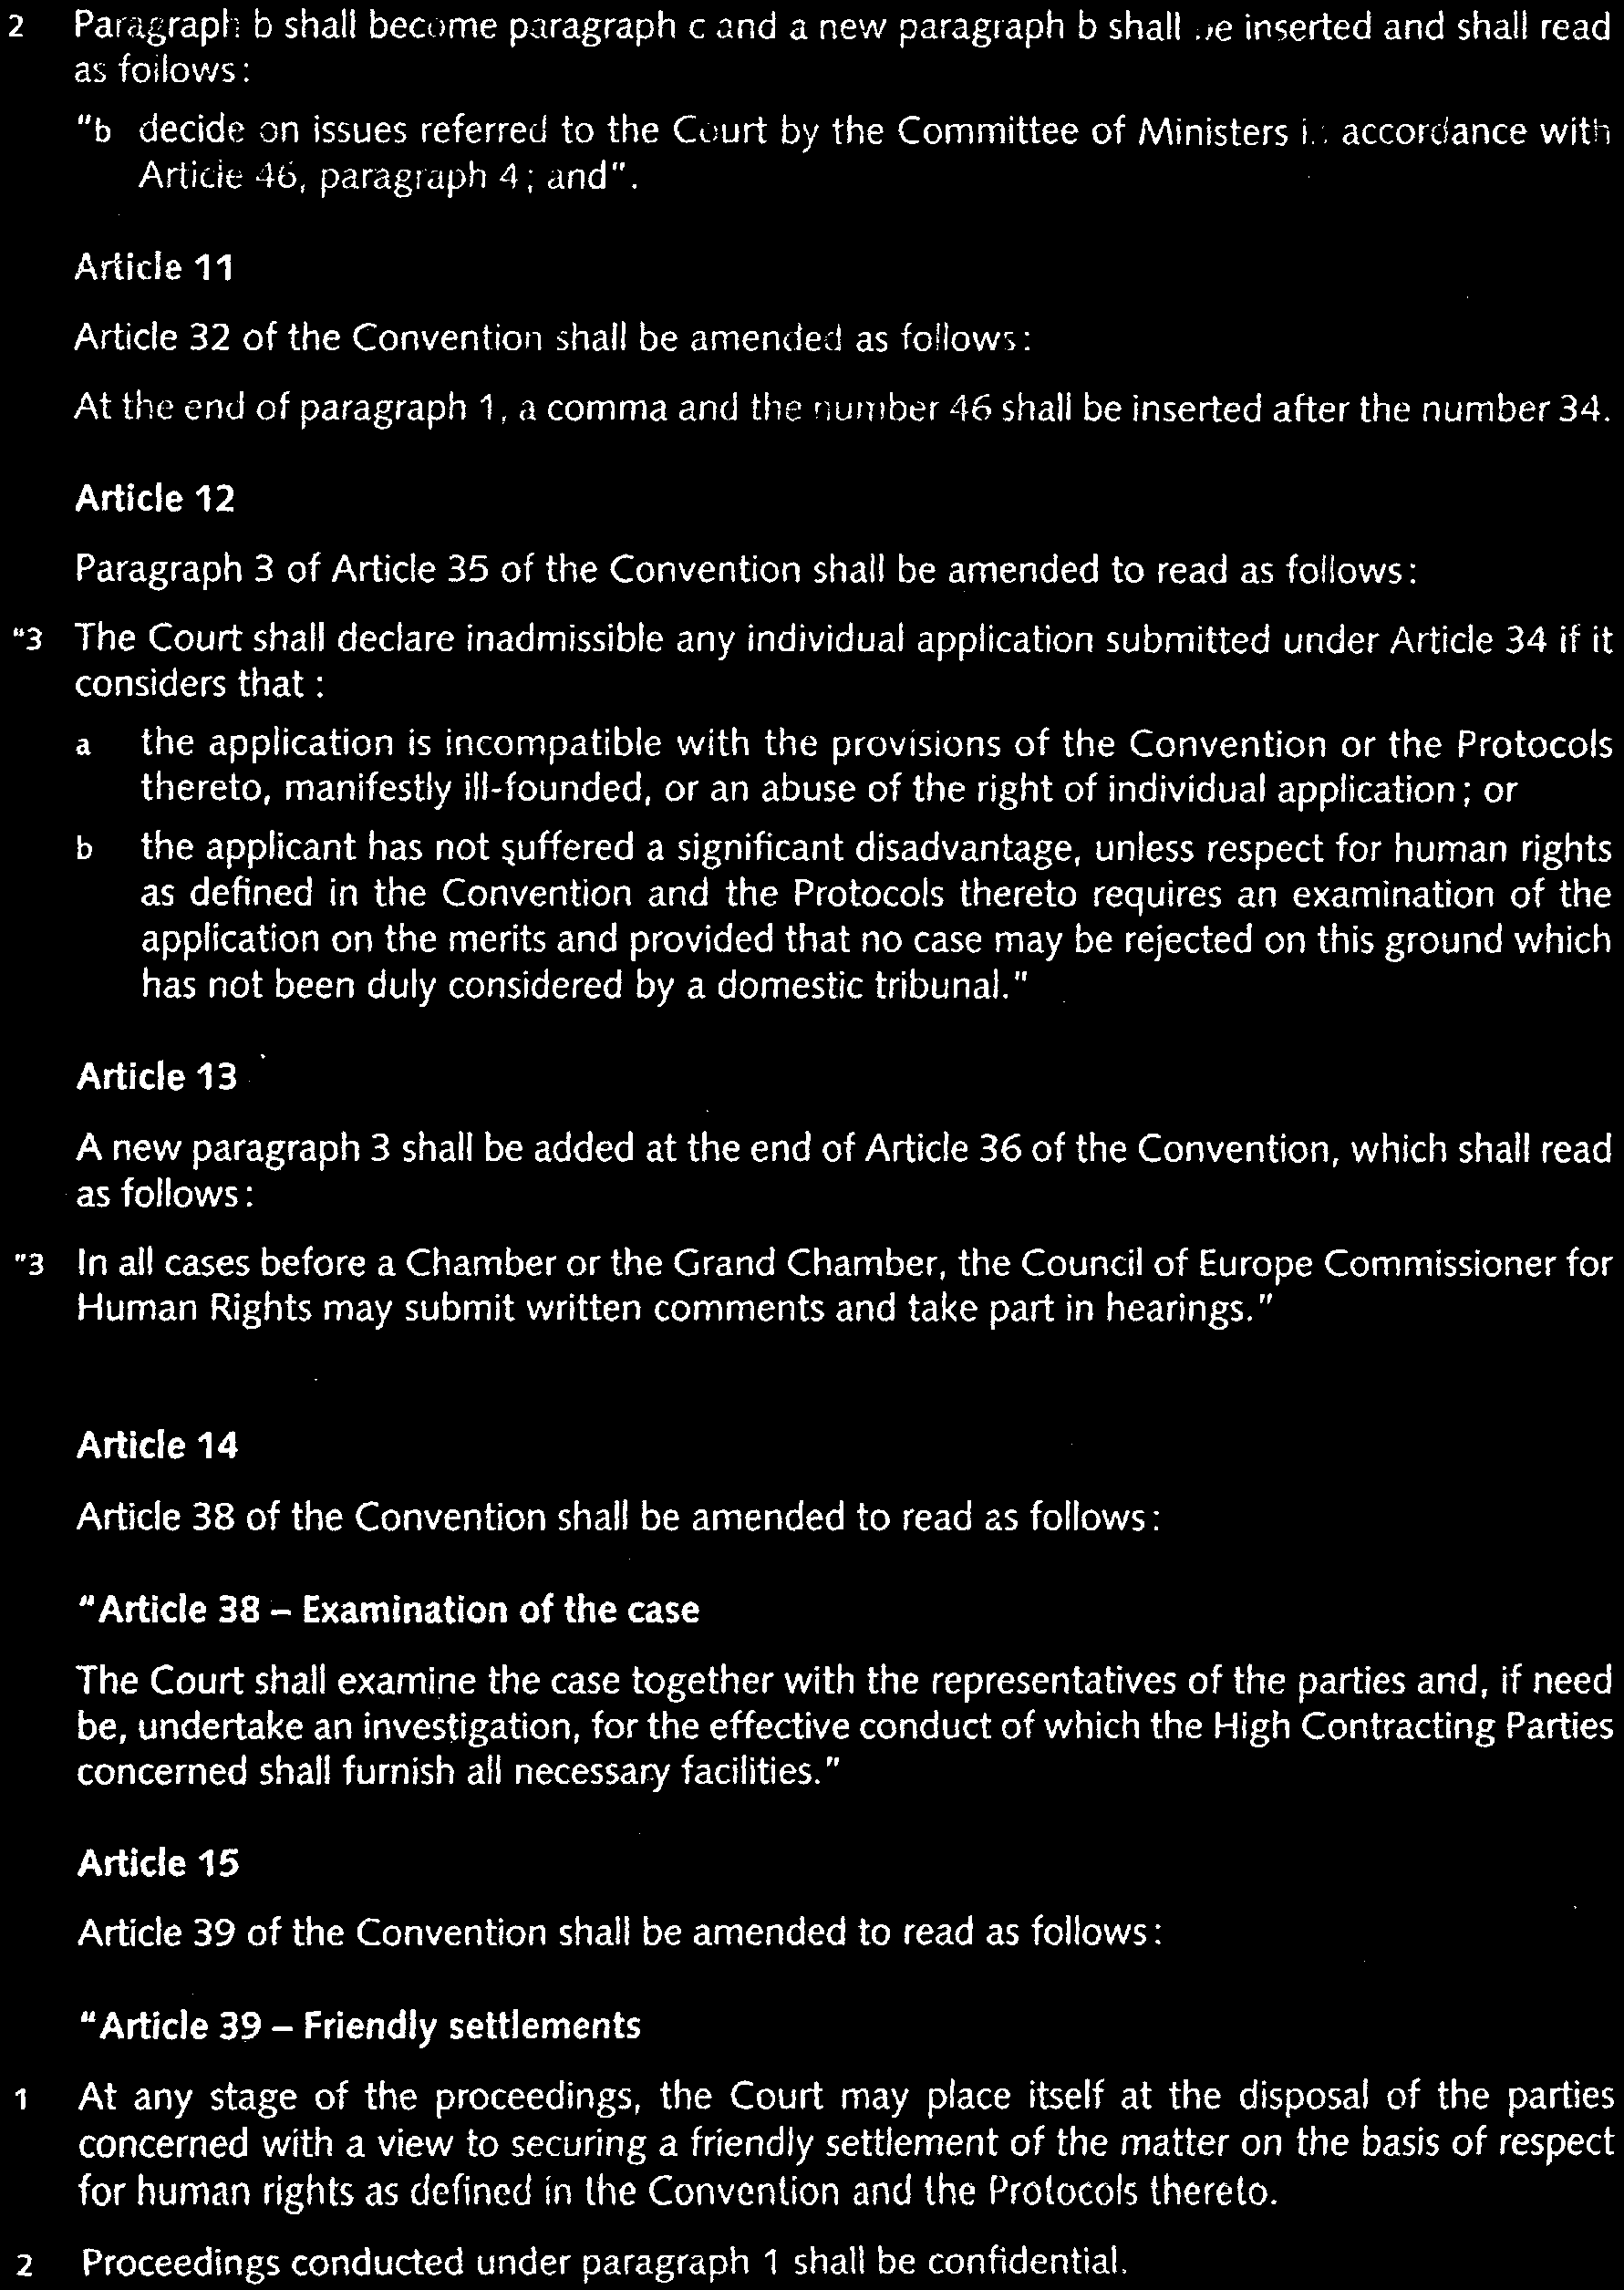 2 Paragraph b shall become paragraph c and a new paragraph b shall be inserted and shall read
as follows:
"b decide on issues referred to the Court by the Committee of Ministers in accordance with
Article 46, paragraph 4; and".
Article 11
Article 32 of the Convention shall be amended as follows:
At the end of paragraph 1, a comma and the number 46 shall be inserted after the number 34.
Article 12
Paragraph 3 of Article 35 of the Convention shall be amended to read as follows:
"3 The Court shall declare inadmissible any individual application submitted under Article 34 if it
considers that:
a the application is incompatible with the provisions of the Convention or the Protocols
thereto, manifestly ill-founded, or an abuse of the right of individual application; or
b the applicant has not suffered a significant disadvantage, unless respect for human rights
as defined in the Convention and the Protocols thereto requires an examination of the
application on the merits and provided that no case may be rejected on this ground which
has not been duly considered by a domestic tribunal."
Article 13
A new paragraph 3 shall be added at the end of Article 36 of the Convention, which shall read
as follows:
"3 In all cases before a Chamber or the Grand Chamber, the Council of Europe Commissioner for
Human Rights may submit written comments and take part in hearings."
Article 14
Article 38 of the Convention shall be amended to read as follows:
"Article 38 – Examination of the case
The Court shall examine the case together with the representatives of the parties and, if need
be, undertake an investigation, for the effective conduct of which the High Contracting Parties
concerned shall furnish all necessary facilities."
Article 15
Article 39 of the Convention shall be amended to read as follows:
"Article 39 – Friendly settlements
1 At any stage of the proceedings, the Court may place itself at the disposal of the parties
concerned with a view to securing a friendly settlement of the matter on the basis of respect
for human rights as defined in the Convention and the Protocols thereto.
2 Proceedings conducted under paragraph 1 shall be confidential.